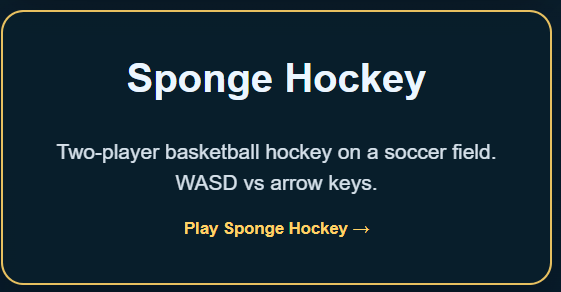 Sponge Hockey
Two-player basketball hockey on a soccer field.
WASD vs arrow keys.
Play Sponge Hockey →